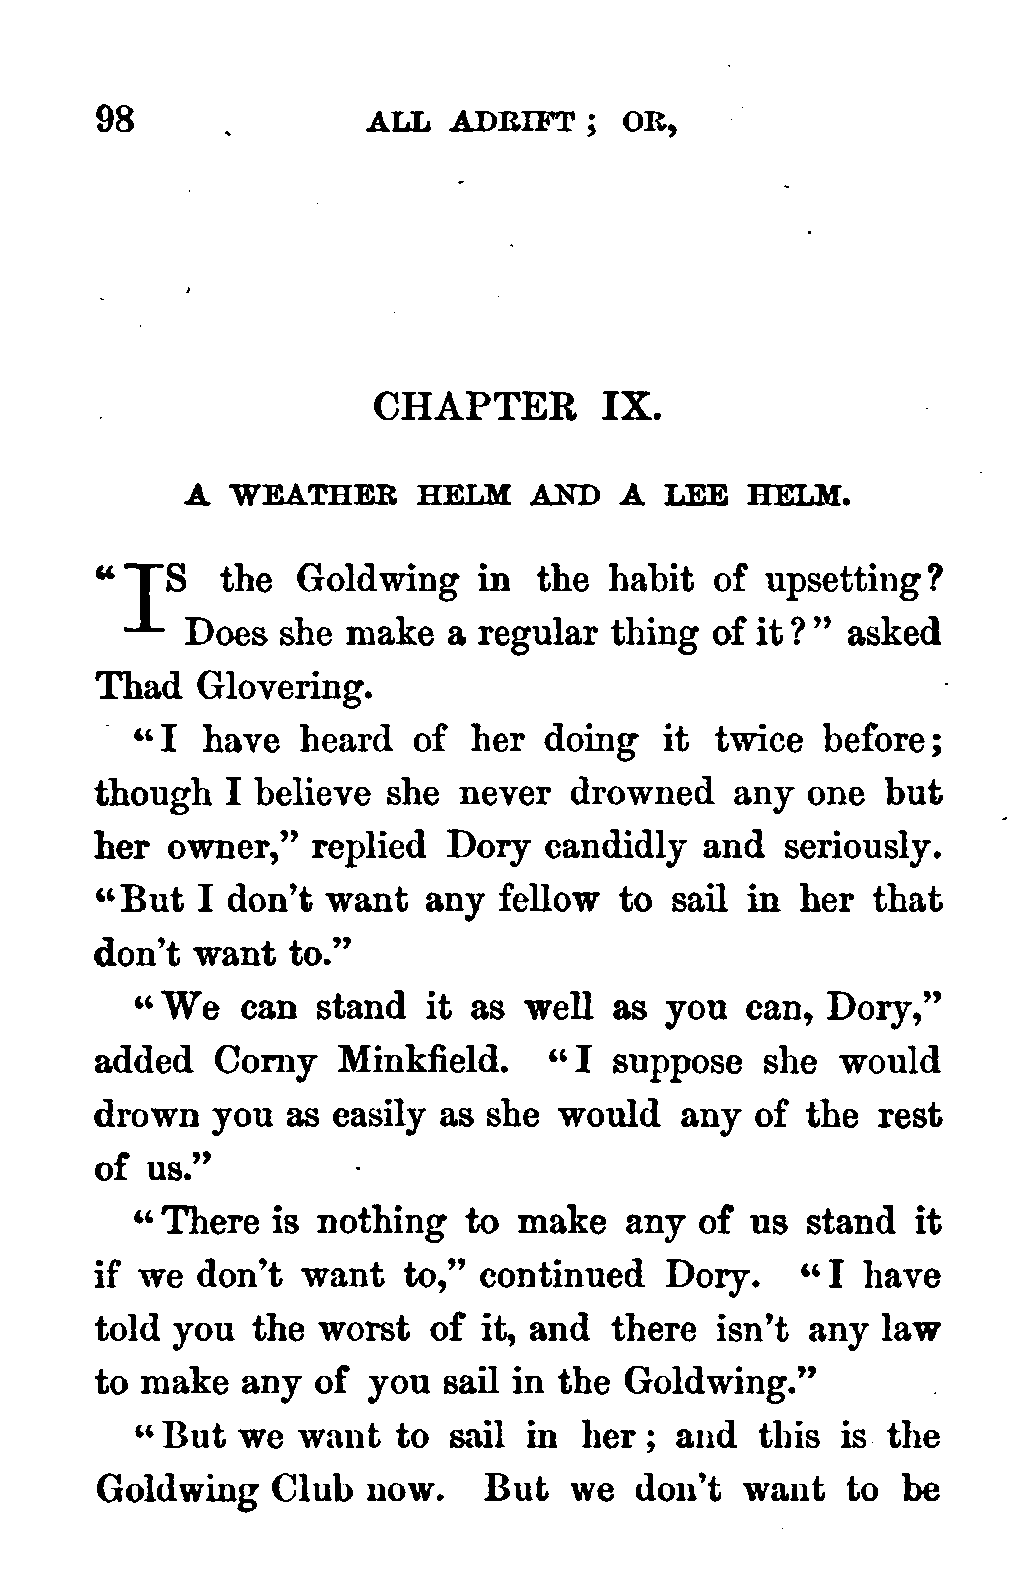 98 ALL ADRIFT; OR,
CHAPTER IX.
A WEATHER HELM AND A LEE HELM.
"IS the Goldwing in the habit of upsetting?
Does she make a regular thing of it?" asked
Thad Glovering.
"I have heard of her doing it twice before;
though I believe she never drowned any one but
her owner," replied Dory candidly and seriously.
"But I don't want any fellow to sail in her that
don't want to."
"We can stand it as well as you can, Dory,"
added Corny Minkfield. "I suppose she would
drown you as easily as she would any of the rest
of us."
"There is nothing to make any of us stand it
if we don't want to," continued Dory. "I have
told you the worst of it, and there isn't any law
to make any of you sail in the Goldwing."
"But we want to sail in her; and this is the
Goldwing Club now. But we don't want to be